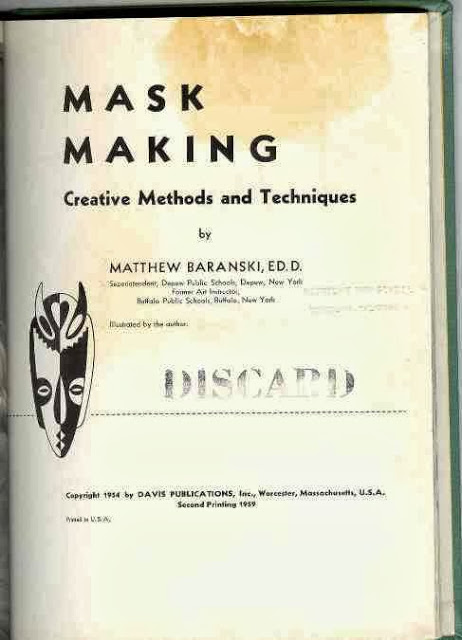 MASK
MAKING
Creative Methods and Techniques
by
MATTHEW BARANSKI, ED.D.
Superintendent, Depew Public Schools, Depew, New York
Former Art Instructor,
Buffalo Public Schools, Buffalo, New York
Illustrated by the author.
DISCARD
Copyright 1954 by DAVIS PUBLICATIONS, Inc., Worcester, Massachusetts, U.S.A.
Second Printing 1959
Printed in U.S.A.